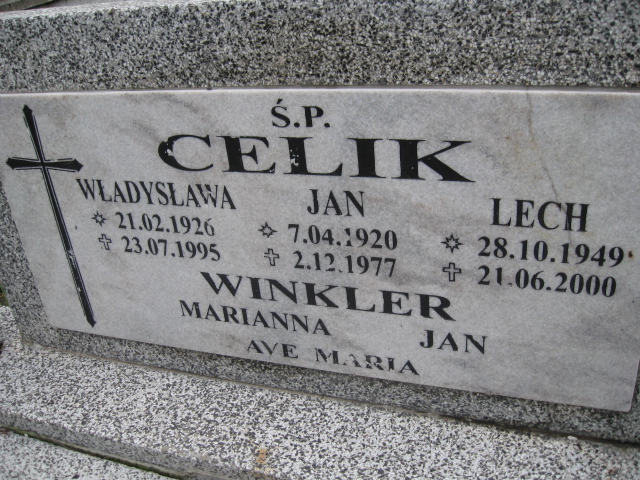 Ś.P.
CELIK
WŁADYSŁAWA JAN LECH
21.02.1926 7.04.1920 28.10.1949
23.07.1995 2.12.1977 21.06.2000
WINKLER
MARIANNA JAN
AVE MARIA